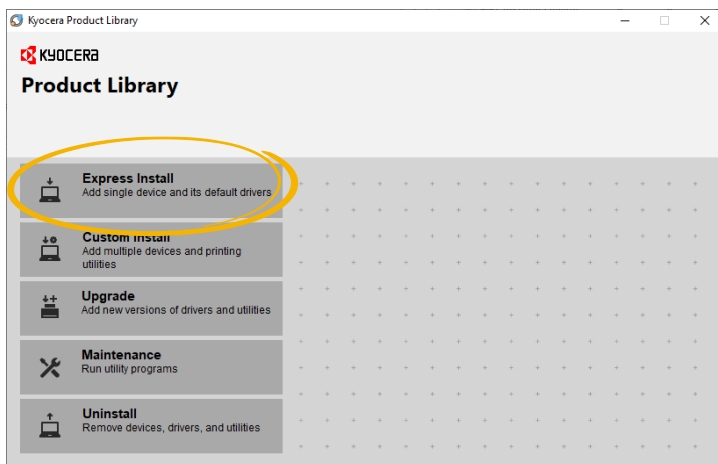 Kyocera Product Library
KYOCERA
Product Library
Express Install
Add single device and its default drivers
Custom Install
Add multiple devices and printing
utilities
Upgrade
Add new versions of drivers and utilities
Maintenance
Run utility programs
Uninstall
Remove devices, drivers, and utilities